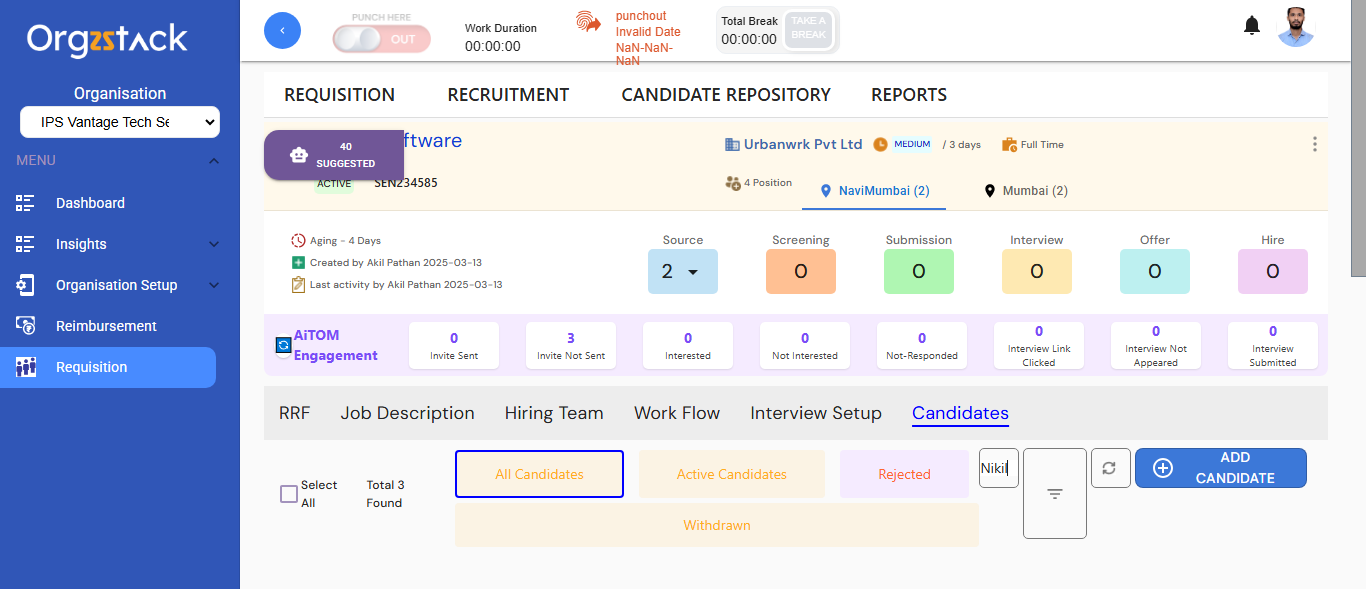 Orgzstack
Organisation
IPS Vantage Tech Se
MENU
Dashboard
Insights
Organisation Setup
Reimbursement
Requisition
PUNCH HERE
OUT
Work Duration
00:00:00
punchout
Invalid Date
NaN-NaN-
NaN
Total Break
00:00:00
TAKE A
BREAK
REQUISITION RECRUITMENT CANDIDATE REPOSITORY REPORTS
40
SUGGESTED
ftware
ACTIVE SEN234585
Urbanwrk Pvt Ltd MEDIUM / 3 days Full Time
4 Position NaviMumbai (2) Mumbai (2)
Aging - 4 Days
Created by Akil Pathan 2025-03-13
Last activity by Akil Pathan 2025-03-13
Source Screening Submission Interview Offer Hire
2 0 0 0 0 0
AiTOM
Engagement
0
Invite Sent
3
Invite Not Sent
0
Interested
0
Not Interested
0
Not-Responded
0
Interview Link
Clicked
0
Interview Not
Appeared
0
Interview
Submitted
RRF Job Description Hiring Team Work Flow Interview Setup Candidates
Select
All
Total 3
Found
All Candidates Active Candidates Rejected
Withdrawn
Nikil
ADD
CANDIDATE